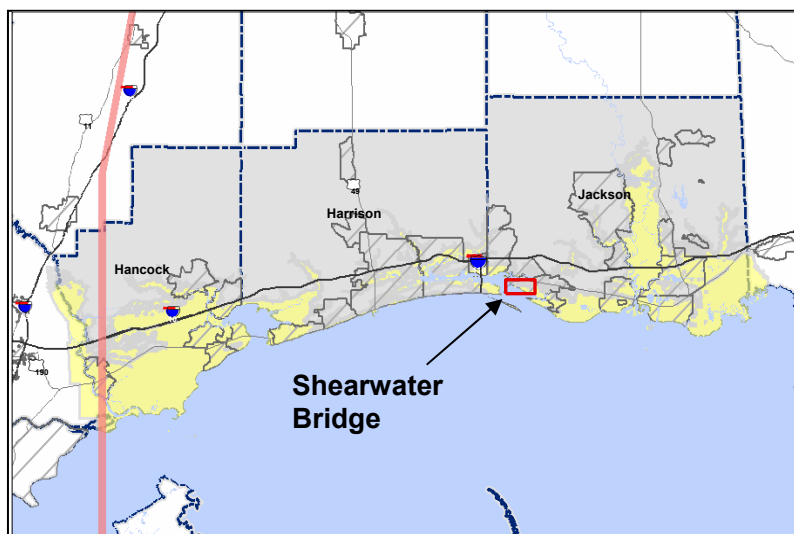 11
49
Harrison
Jackson
Hancock
190
Shearwater
Bridge